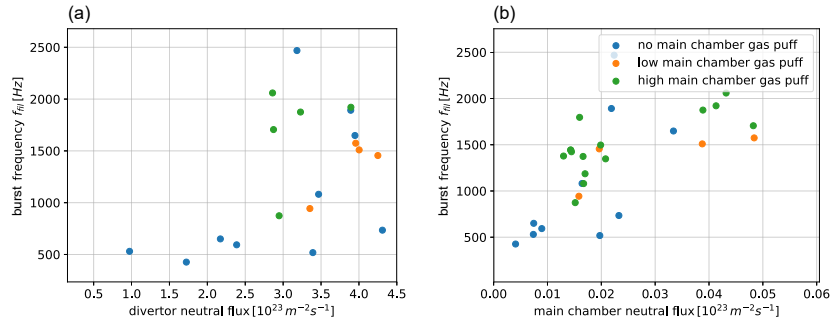 (a)
2500
2000
1500
1000
500
burst frequency f_fil [Hz]
0.5 1.0 1.5 2.0 2.5 3.0 3.5 4.0 4.5
divertor neutral flux [10^23 m^−2 s^−1]
(b)
no main chamber gas puff
low main chamber gas puff
high main chamber gas puff
2500
2000
1500
1000
500
burst frequency f_fil [Hz]
0.00 0.01 0.02 0.03 0.04 0.05 0.06
main chamber neutral flux [10^23 m^−2 s^−1]